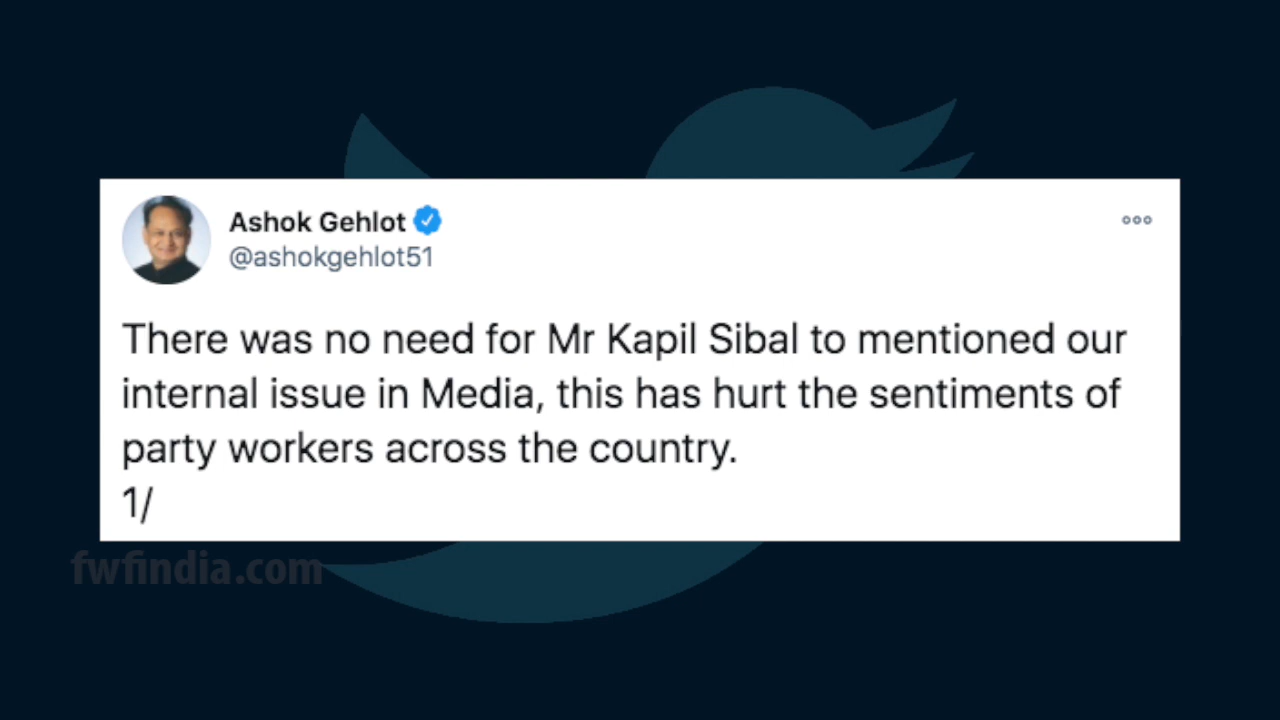 Ashok Gehlot
@ashokgehlot51
There was no need for Mr Kapil Sibal to mentioned our
internal issue in Media, this has hurt the sentiments of
party workers across the country.
1/
fwfindia.com